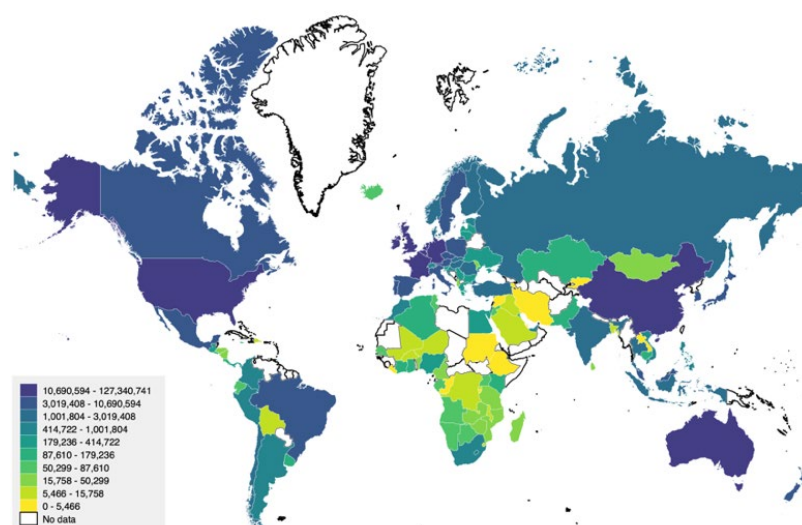 10,690,594 - 127,340,741
3,019,408 - 10,690,594
1,001,804 - 3,019,408
414,722 - 1,001,804
179,236 - 414,722
87,610 - 179,236
50,299 - 87,610
15,758 - 50,299
5,466 - 15,758
0 - 5,466
No data